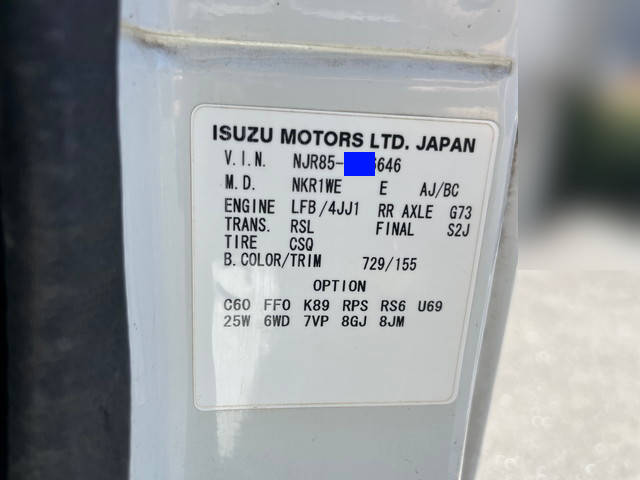 ISUZU MOTORS LTD. JAPAN
V.I.N. NJR85- 646
M.D. NKR1WE E AJ/BC
ENGINE LFB/4JJ1 RR AXLE G73
TRANS. RSL FINAL S2J
TIRE CSQ
B.COLOR/TRIM 729/155
OPTION
C60 FF0 K89 RPS RS6 U69
25W 6WD 7VP 8GJ 8JM